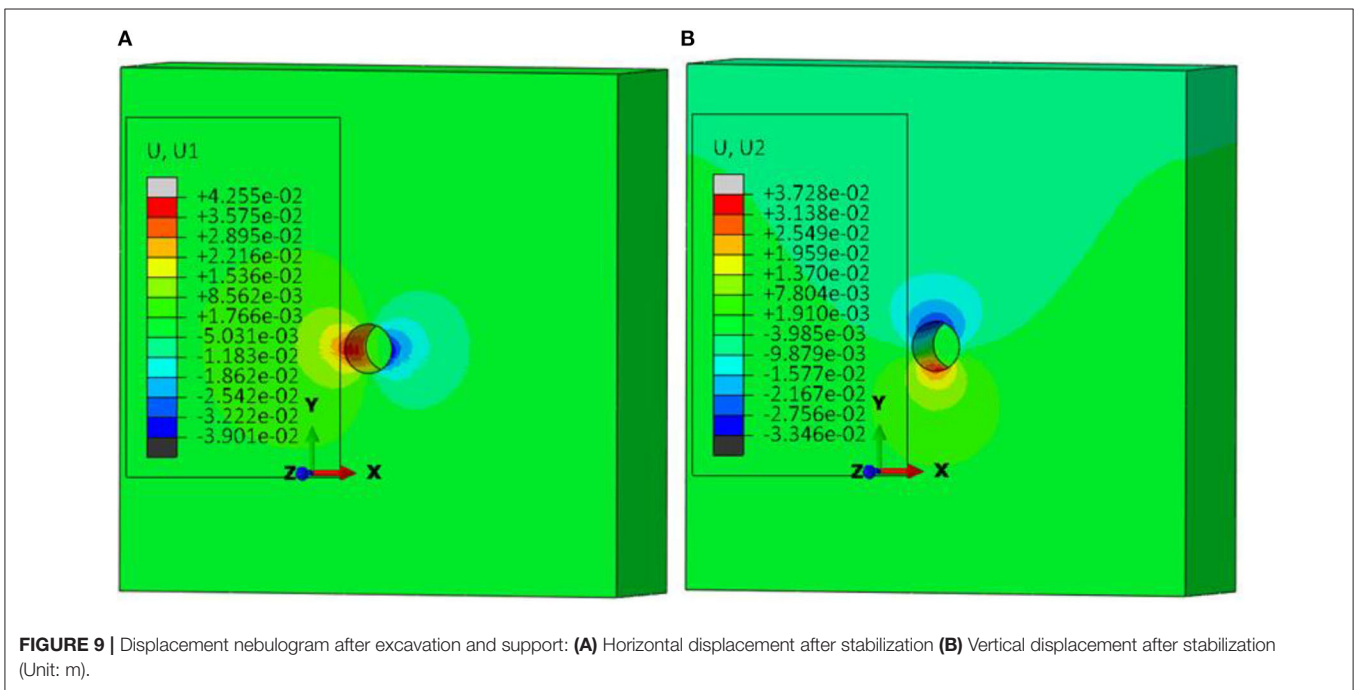 A
U, U1
+4.255e-02
+3.575e-02
+2.895e-02
+2.216e-02
+1.536e-02
+8.562e-03
+1.766e-03
-5.031e-03
-1.183e-02
-1.862e-02
-2.542e-02
-3.222e-02
-3.901e-02
Y
Z
X
B
U, U2
+3.728e-02
+3.138e-02
+2.549e-02
+1.959e-02
+1.370e-02
+7.804e-03
+1.910e-03
-3.985e-03
-9.879e-03
-1.577e-02
-2.167e-02
-2.756e-02
-3.346e-02
Y
Z
X
FIGURE 9 | Displacement nebulogram after excavation and support: (A) Horizontal displacement after stabilization (B) Vertical displacement after stabilization
(Unit: m).